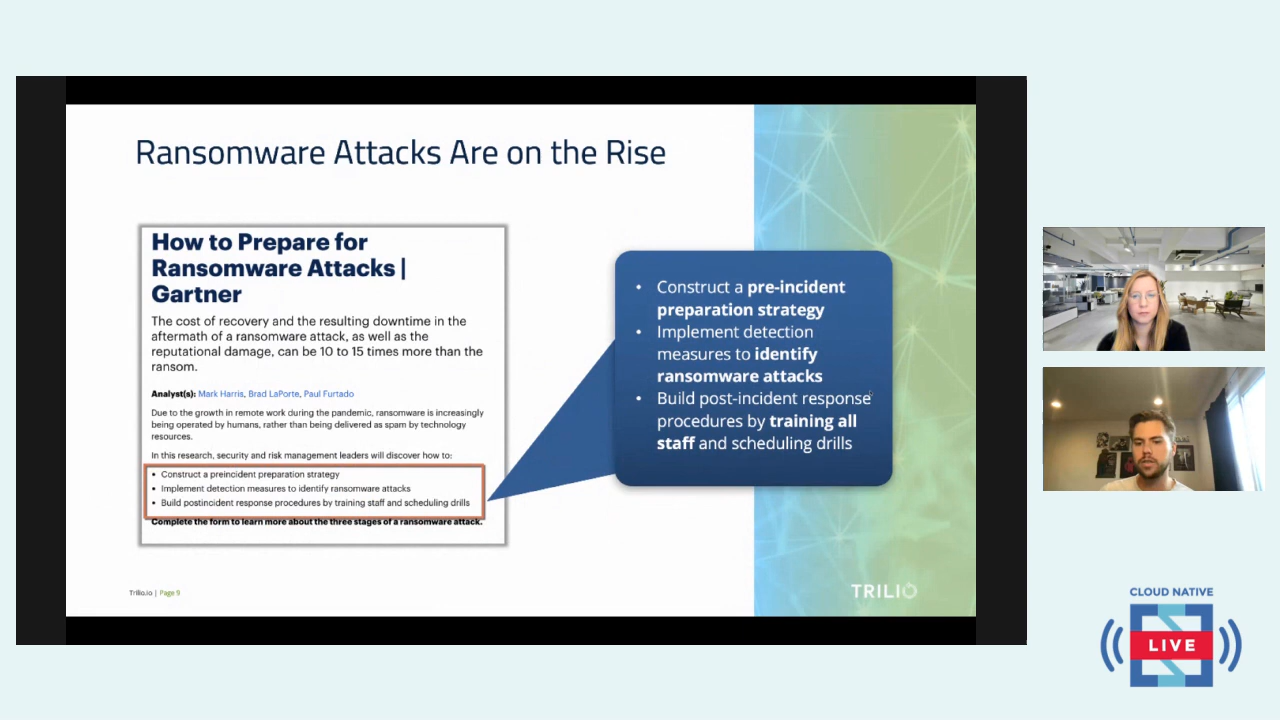 Ransomware Attacks Are on the Rise
How to Prepare for
Ransomware Attacks |
Gartner
The cost of recovery and the resulting downtime in the
aftermath of a ransomware attack, as well as the
reputational damage, can be 10 to 15 times more than the
ransom.
Analyst(s): Mark Harris, Brad LaPorte, Paul Furtado
Due to the growth in remote work during the pandemic, ransomware is increasingly
being operated by humans, rather than being delivered as spam by technology
resources.
In this research, security and risk management leaders will discover how to:
• Construct a preincident preparation strategy
• Implement detection measures to identify ransomware attacks
• Build postincident response procedures by training staff and scheduling drills
Complete the form to learn more about the three stages of a ransomware attack.
• Construct a pre-incident
preparation strategy
• Implement detection
measures to identify
ransomware attacks
• Build post-incident response
procedures by training all
staff and scheduling drills
Trilio.io | Page 9
TRILIO
CLOUD NATIVE
LIVE